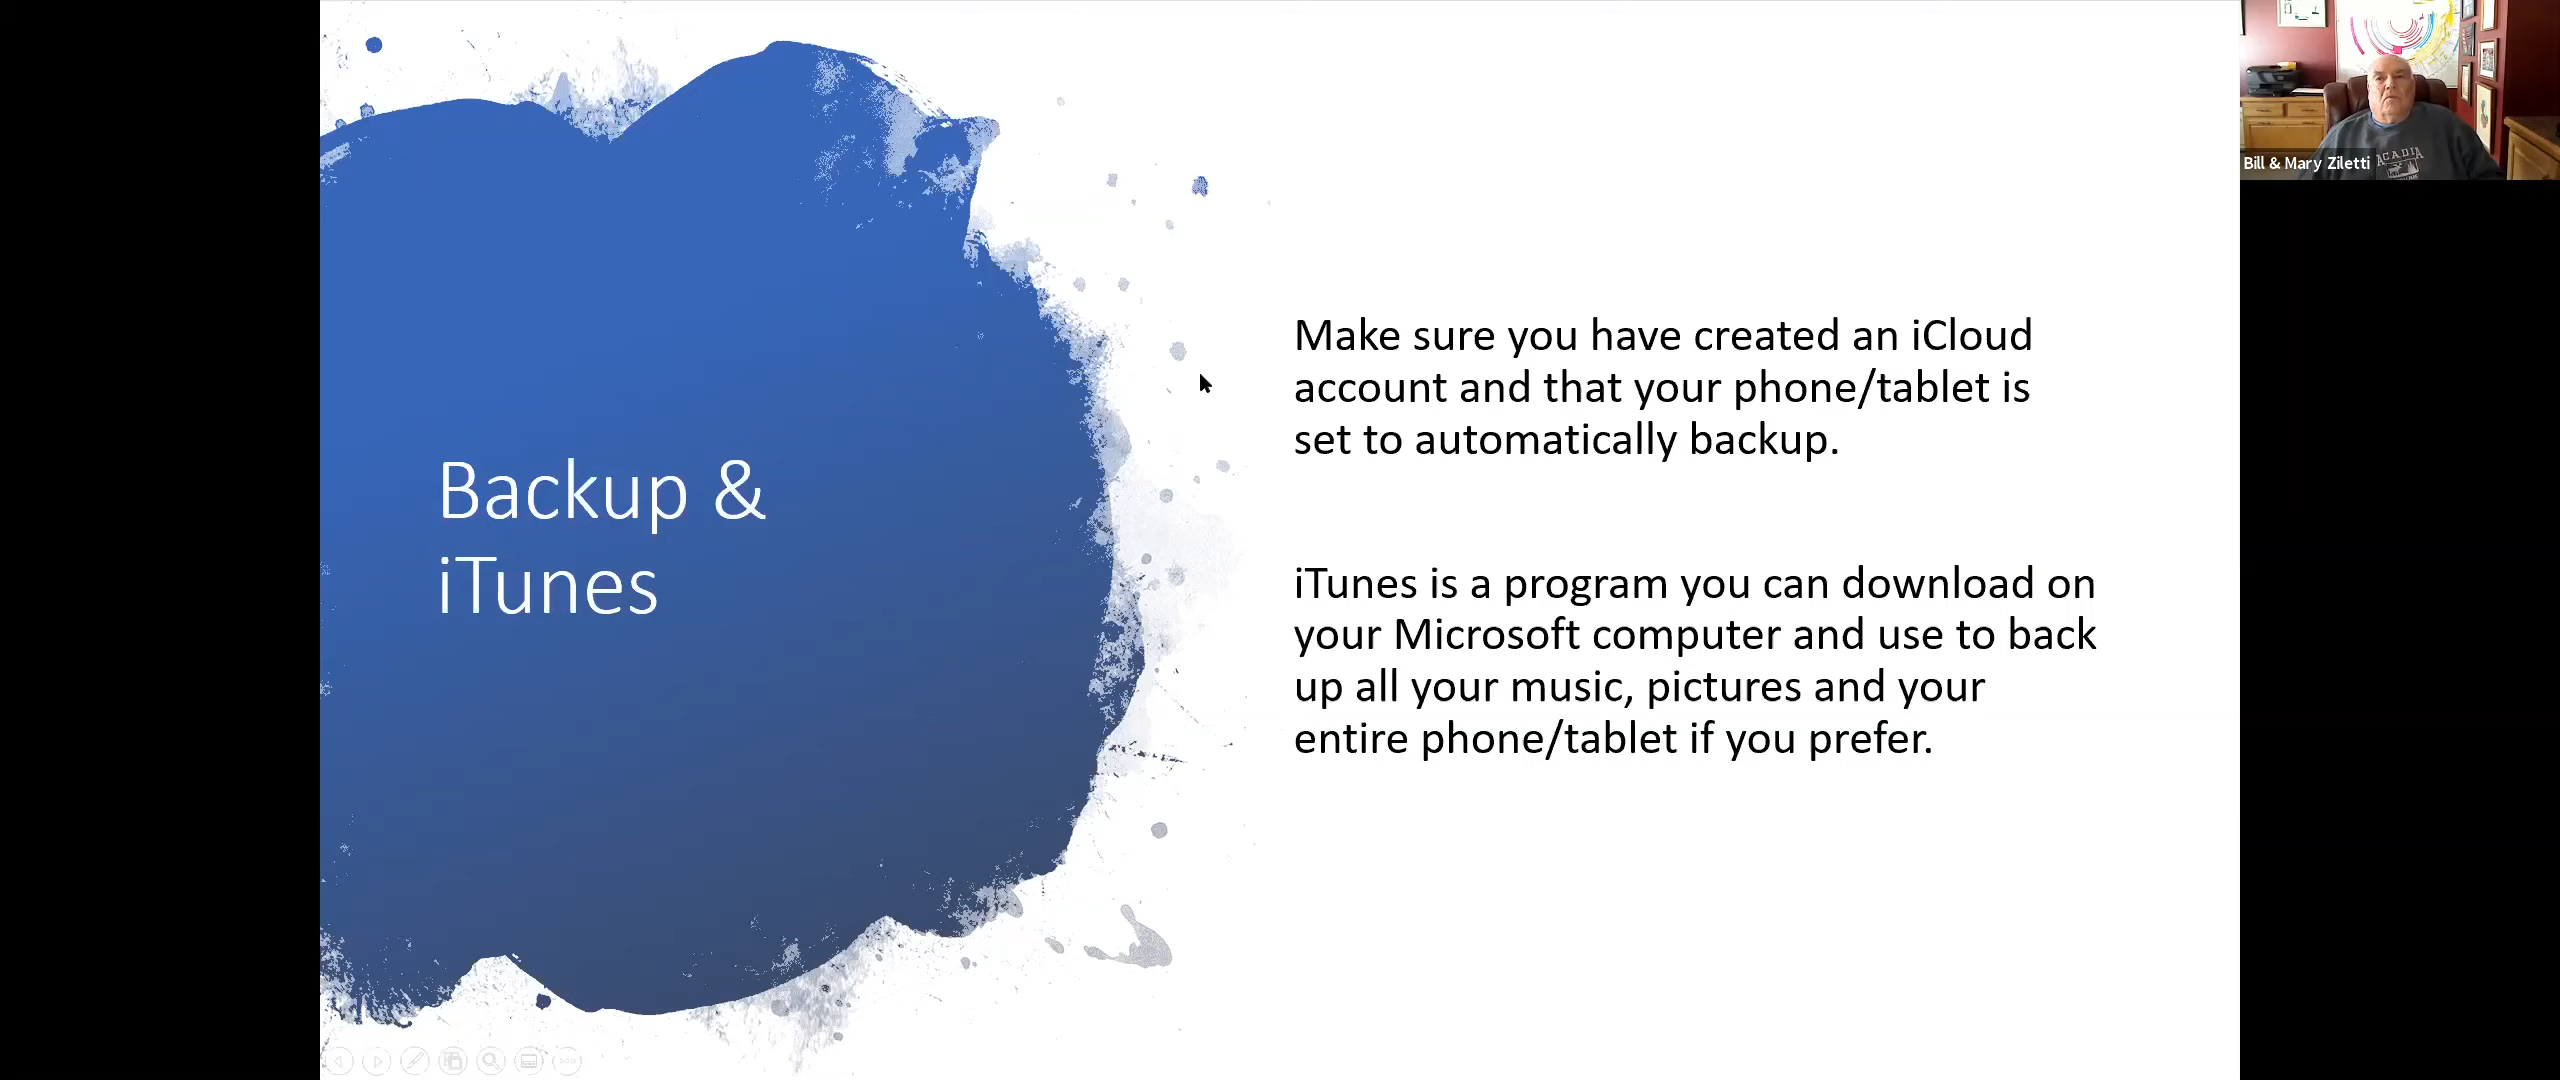 Backup &
iTunes
Make sure you have created an iCloud
account and that your phone/tablet is
set to automatically backup.
iTunes is a program you can download on
your Microsoft computer and use to back
up all your music, pictures and your
entire phone/tablet if you prefer.
Bill & Mary Ziletti
ACADIA